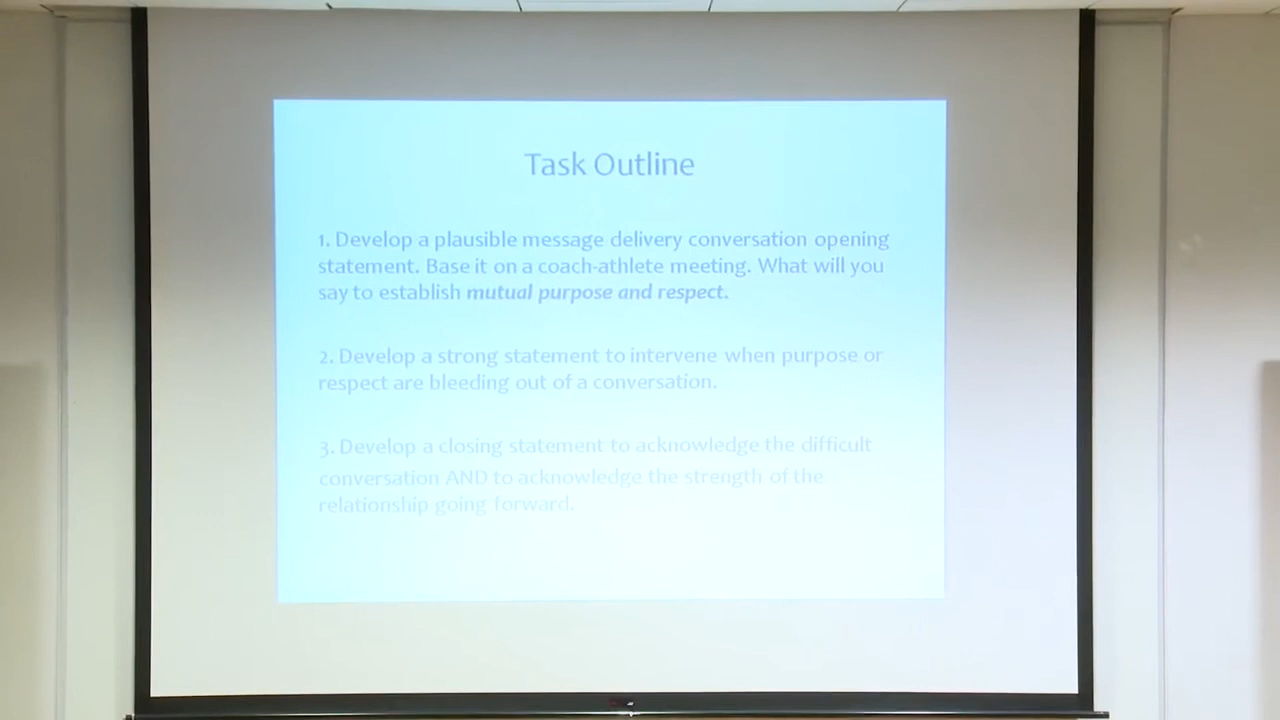 Task Outline
1. Develop a plausible message delivery conversation opening
statement. Base it on a coach-athlete meeting. What will you
say to establish mutual purpose and respect.
2. Develop a strong statement to intervene when purpose or
respect are bleeding out of a conversation.
3. Develop a closing statement to acknowledge the difficult
conversation AND to acknowledge the strength of the
relationship going forward.